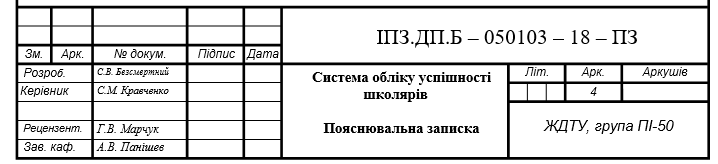 ІПЗ.ДП.Б – 050103 – 18 – ПЗ
Зм. Арк. № докум. Підпис Дата
Розроб. С.В. Безсмертний
Керівник С.М. Кравченко
Рецензент. Г.В. Марчук
Зав. каф. А.В. Панішев
Система обліку успішності
школярів
Пояснювальна записка
Літ. Арк. Аркушів
4
ЖДТУ, група ПІ-50